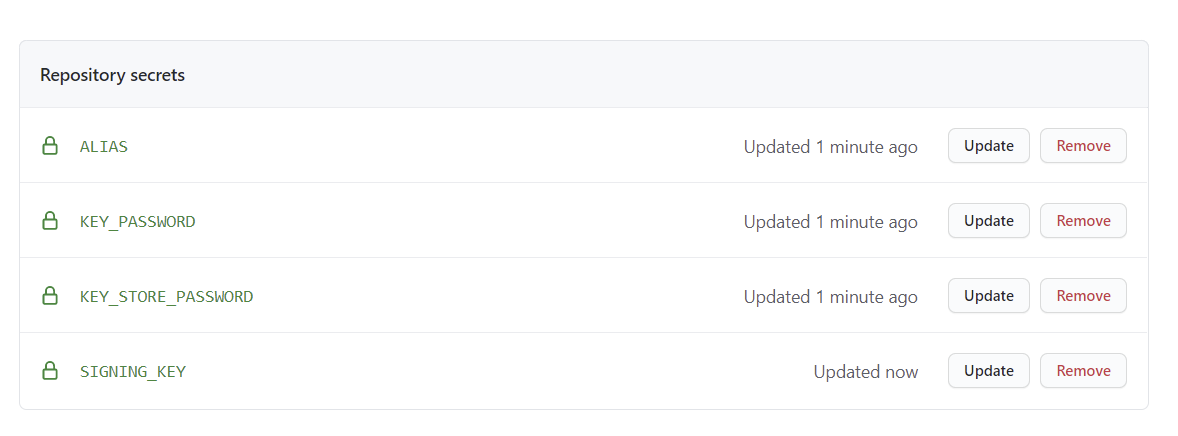 Repository secrets
ALIAS Updated 1 minute ago Update Remove
KEY_PASSWORD Updated 1 minute ago Update Remove
KEY_STORE_PASSWORD Updated 1 minute ago Update Remove
SIGNING_KEY Updated now Update Remove